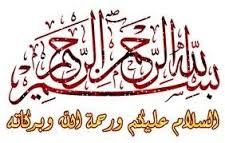 بسم الله الرحمن الرحيم
السلام عليكم ورحمة الله وبركاته